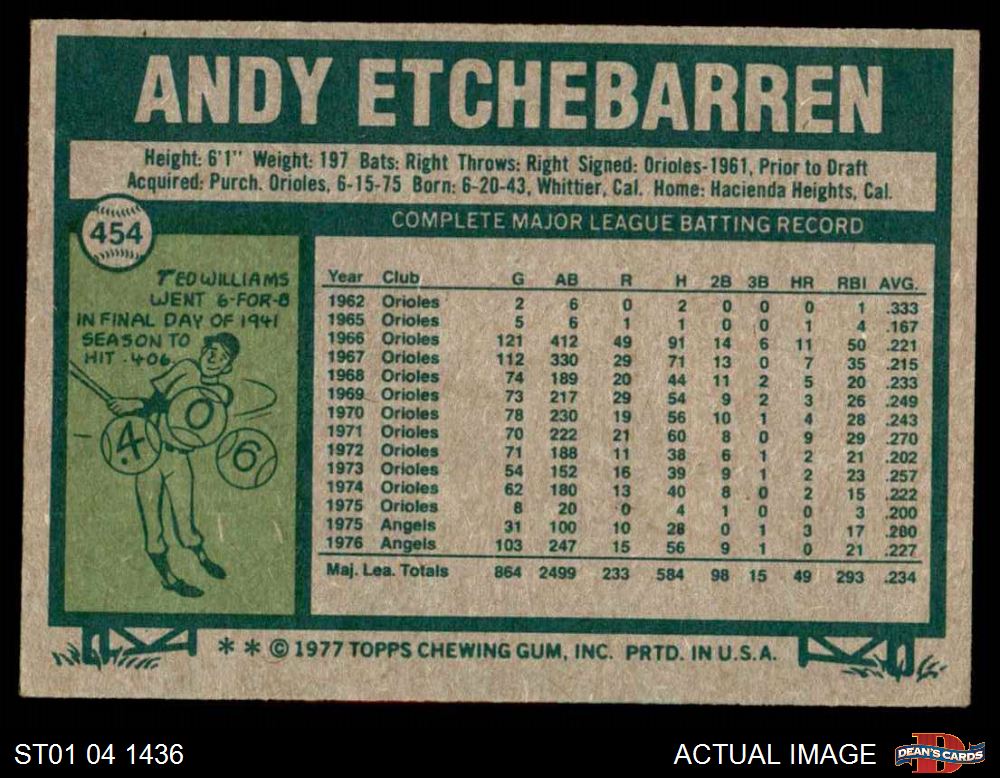 ANDY ETCHEBARREN
Height: 6'1" Weight: 197 Bats: Right Throws: Right Signed: Orioles-1961, Prior to Draft
Acquired: Purch. Orioles, 6-15-75 Born: 6-20-43, Whittier, Cal. Home: Hacienda Heights, Cal.
454
TED WILLIAMS
WENT 6-FOR-8
IN FINAL DAY OF 1941
SEASON TO
HIT .406
.4 0 6
COMPLETE MAJOR LEAGUE BATTING RECORD
Year Club G AB R H 2B 3B HR RBI AVG.
1962 Orioles 2 6 0 2 0 0 0 1 .333
1965 Orioles 5 6 1 1 0 0 1 4 .167
1966 Orioles 121 412 49 91 14 6 11 50 .221
1967 Orioles 112 330 29 71 13 0 7 35 .215
1968 Orioles 74 189 20 44 11 2 5 20 .233
1969 Orioles 73 217 29 54 9 2 3 26 .249
1970 Orioles 78 230 19 56 10 1 4 28 .243
1971 Orioles 70 222 21 60 8 0 9 29 .270
1972 Orioles 71 188 11 38 6 1 2 21 .202
1973 Orioles 54 152 16 39 9 1 2 23 .257
1974 Orioles 62 180 13 40 8 0 2 15 .222
1975 Orioles 8 20 0 4 1 0 0 3 .200
1975 Angels 31 100 10 28 0 1 3 17 .280
1976 Angels 103 247 15 56 9 1 0 21 .227
Maj. Lea. Totals 864 2499 233 584 98 15 49 293 .234
* * © 1977 TOPPS CHEWING GUM, INC. PRTD. IN U.S.A.
ST01 04 1436
ACTUAL IMAGE
D
DEAN'S CARDS